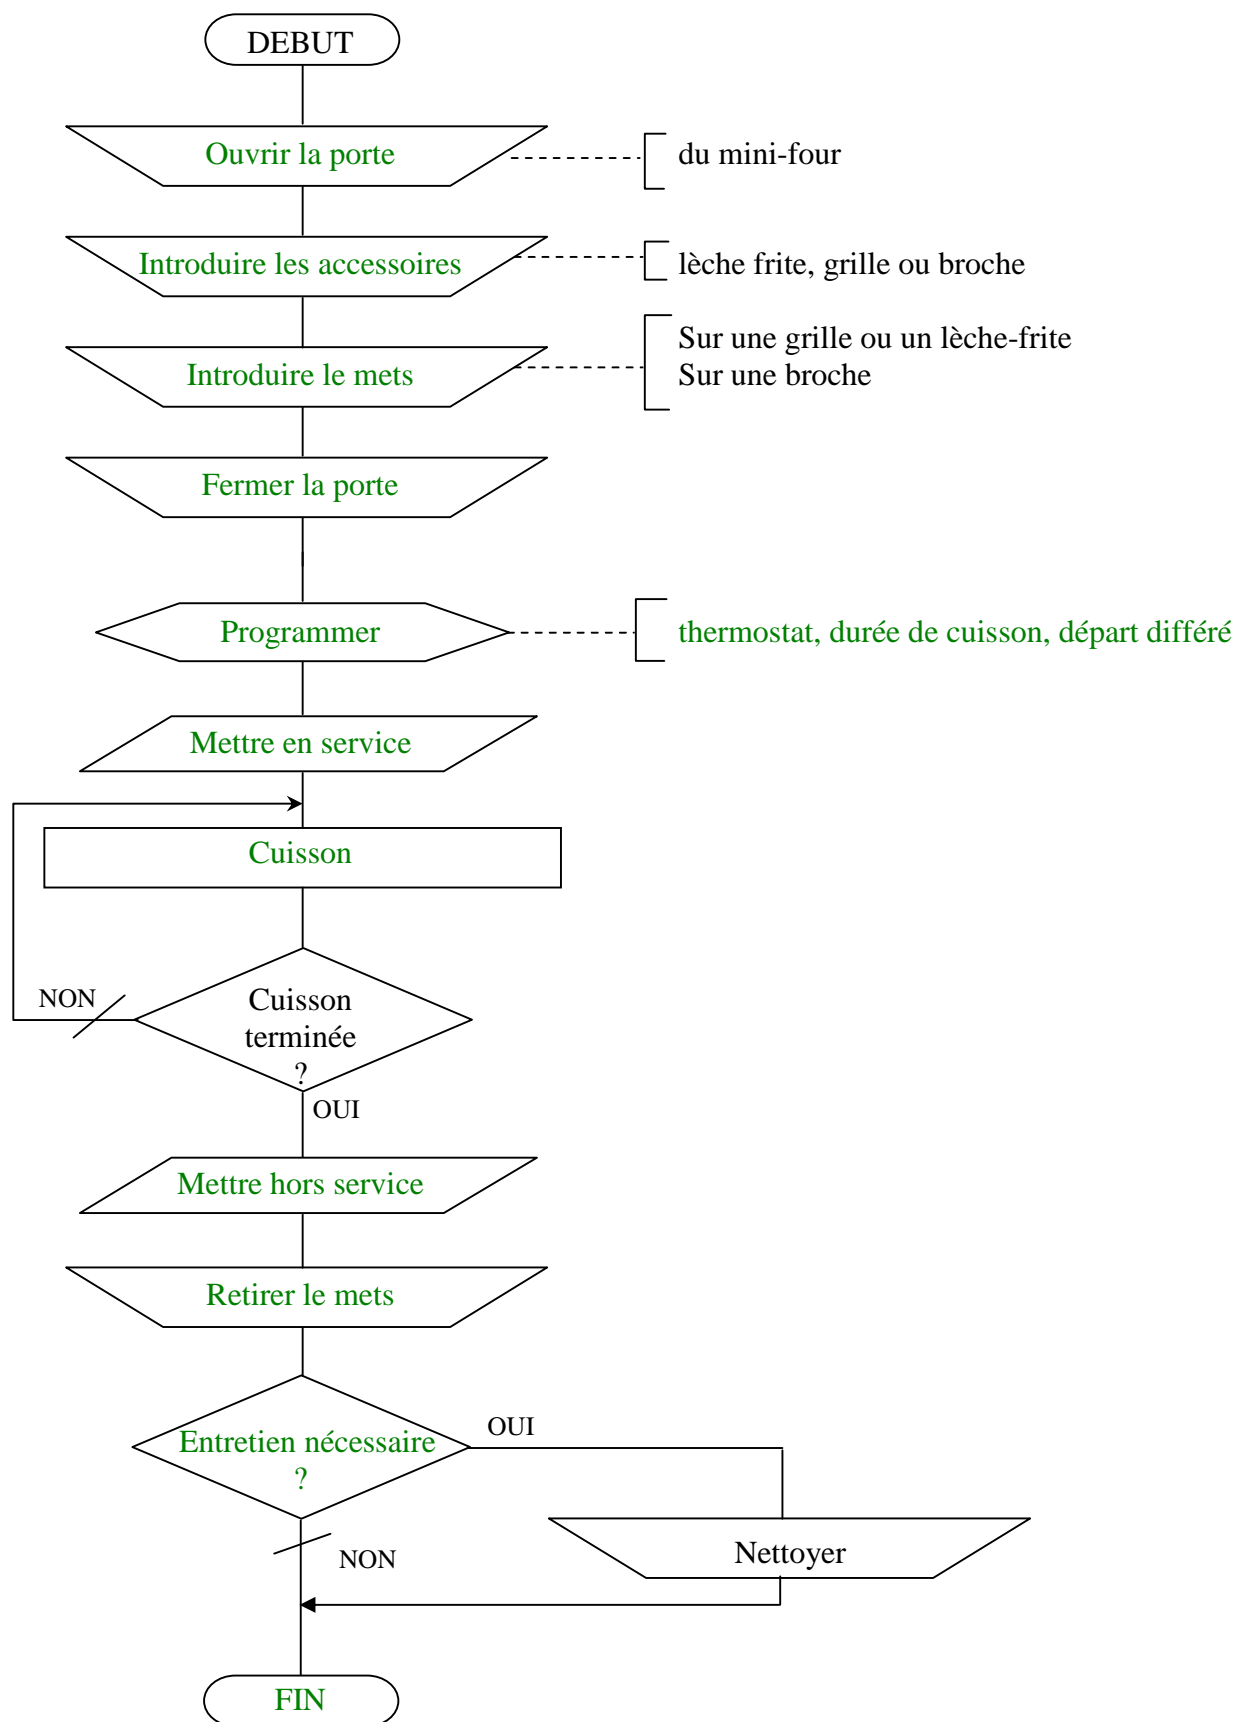 DEBUT
Ouvrir la porte
du mini-four
Introduire les accessoires
lèche frite, grille ou broche
Introduire le mets
Sur une grille ou un lèche-frite
Sur une broche
Fermer la porte
Programmer
thermostat, durée de cuisson, départ différé
Mettre en service
Cuisson
NON
Cuisson
terminée
?
OUI
Mettre hors service
Retirer le mets
Entretien nécessaire
?
OUI
NON
Nettoyer
FIN